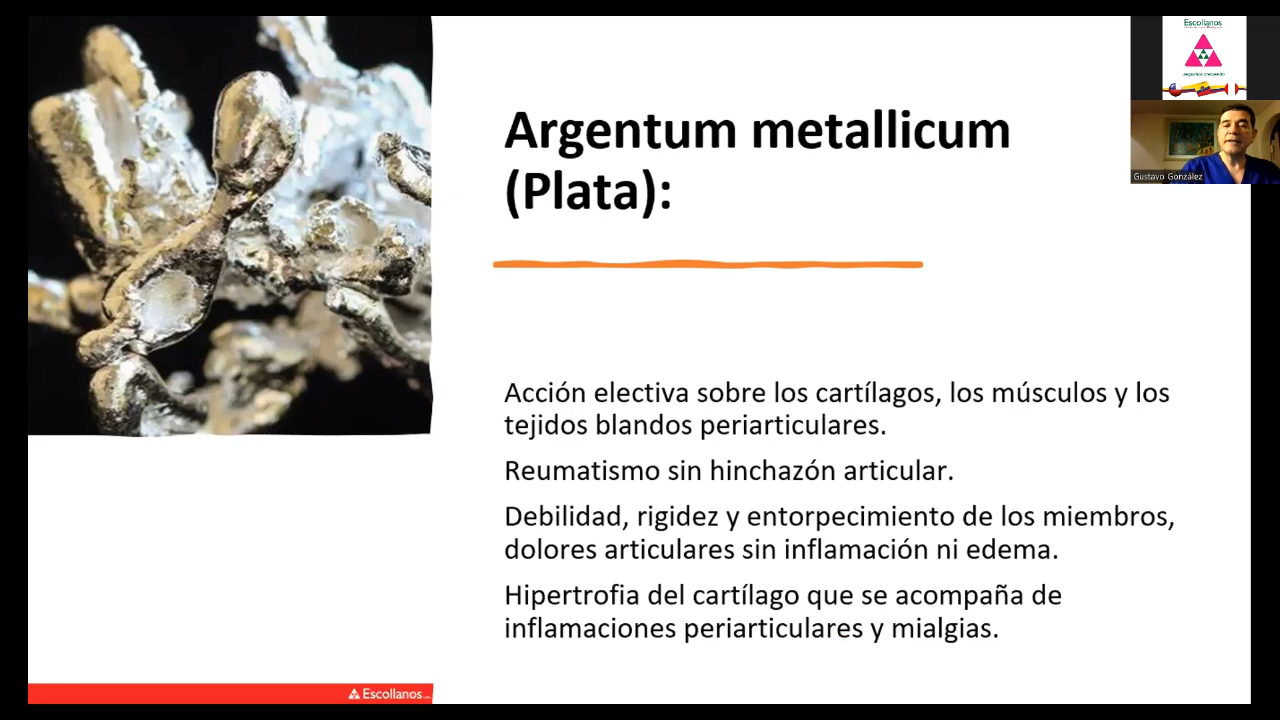 Escollanos
Argentum metallicum
(Plata):
Gustavo González
Acción electiva sobre los cartílagos, los músculos y los
tejidos blandos periarticulares.
Reumatismo sin hinchazón articular.
Debilidad, rigidez y entorpecimiento de los miembros,
dolores articulares sin inflamación ni edema.
Hipertrofia del cartílago que se acompaña de
inflamaciones periarticulares y mialgias.
Escollanos